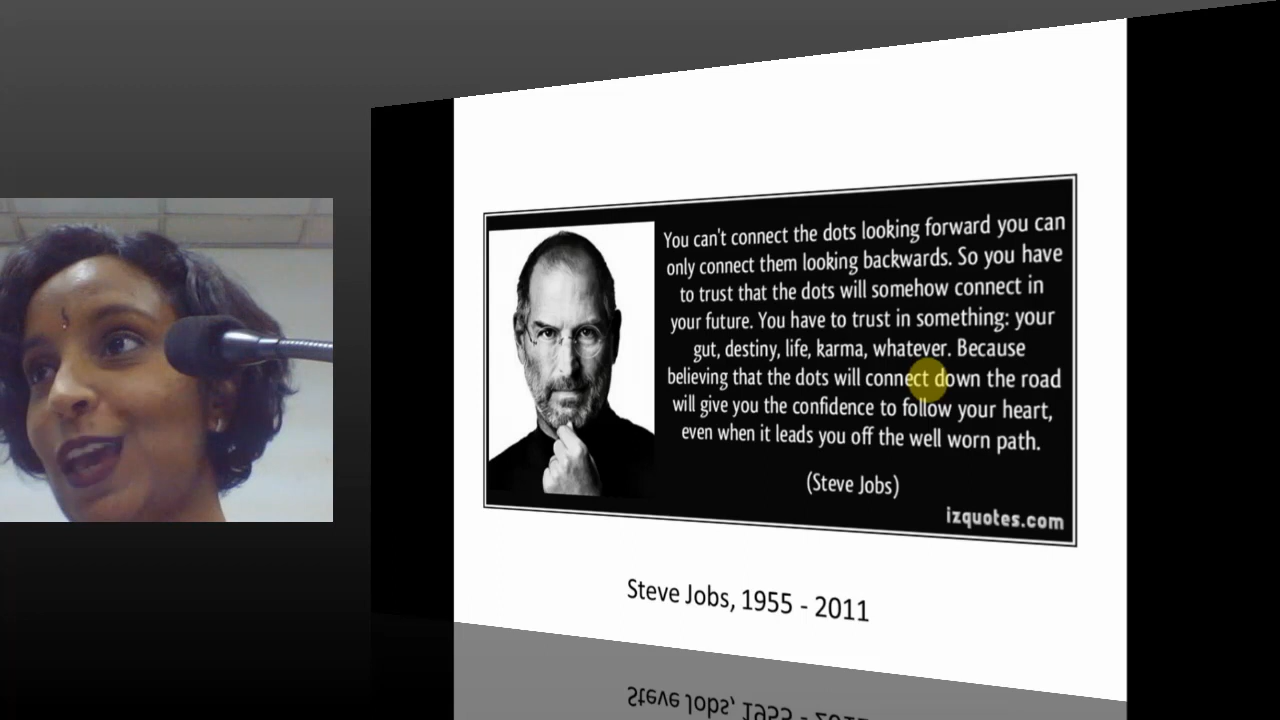 You can't connect the dots looking forward you can
only connect them looking backwards. So you have
to trust that the dots will somehow connect in
your future. You have to trust in something: your
gut, destiny, life, karma, whatever. Because
believing that the dots will connect down the road
will give you the confidence to follow your heart,
even when it leads you off the well worn path.
(Steve Jobs)
izquotes.com
Steve Jobs, 1955 - 2011
Steve Jobs, 1955 - 2011